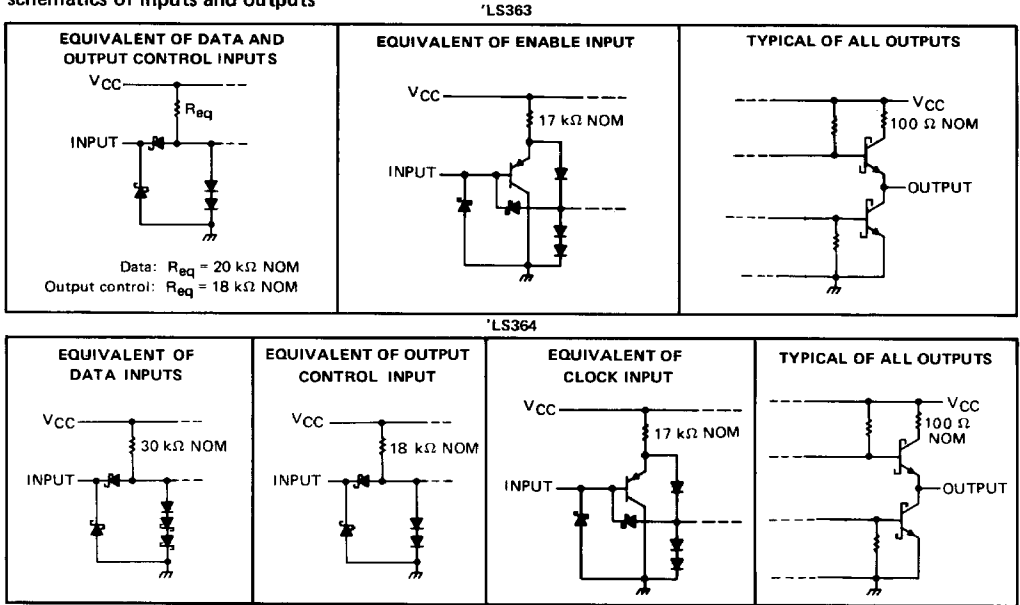 schematics of inputs and outputs
'LS363
EQUIVALENT OF DATA AND
OUTPUT CONTROL INPUTS
VCC
Req
INPUT
Data: Req = 20 kΩ NOM
Output control: Req = 18 kΩ NOM
EQUIVALENT OF ENABLE INPUT
VCC
17 kΩ NOM
INPUT
TYPICAL OF ALL OUTPUTS
VCC
100 Ω NOM
OUTPUT
'LS364
EQUIVALENT OF
DATA INPUTS
VCC
30 kΩ NOM
INPUT
EQUIVALENT OF OUTPUT
CONTROL INPUT
VCC
18 kΩ NOM
INPUT
EQUIVALENT OF
CLOCK INPUT
VCC
17 kΩ NOM
INPUT
TYPICAL OF ALL OUTPUTS
VCC
100 Ω
NOM
OUTPUT